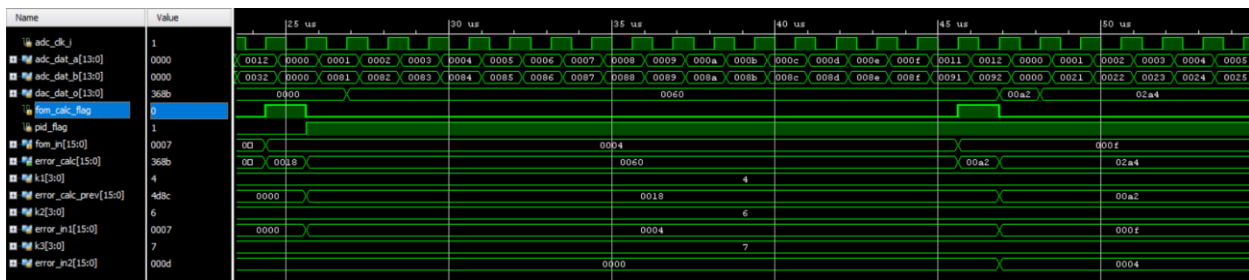 Name Value 25 us 30 us 35 us 40 us 45 us 50 us
adc_clk_i 1
adc_dat_a[13:0] 0000 0012 0000 0001 0002 0003 0004 0005 0006 0007 0008 0009 000a 000b 000c 000d 000e 000f 0011 0012 0000 0001 0002 0003 0004 0005
adc_dat_b[13:0] 0000 0032 0000 0081 0082 0083 0084 0085 0086 0087 0088 0089 008a 008b 008c 008d 008e 008f 0091 0092 0000 0021 0022 0023 0024 0025
dac_dat_o[13:0] 368b 0000 0060 00a2 02a4
fom_calc_flag 0
pid_flag 1
fom_in[15:0] 0007 0004 000f
error_calc[15:0] 368b 0018 0060 00a2 02a4
k1[3:0] 4 4
error_calc_prev[15:0] 4d8c 0000 0018 00a2
k2[3:0] 6 6
error_in1[15:0] 0007 0000 0004 000f
k3[3:0] 7 7
error_in2[15:0] 000d 0000 0004